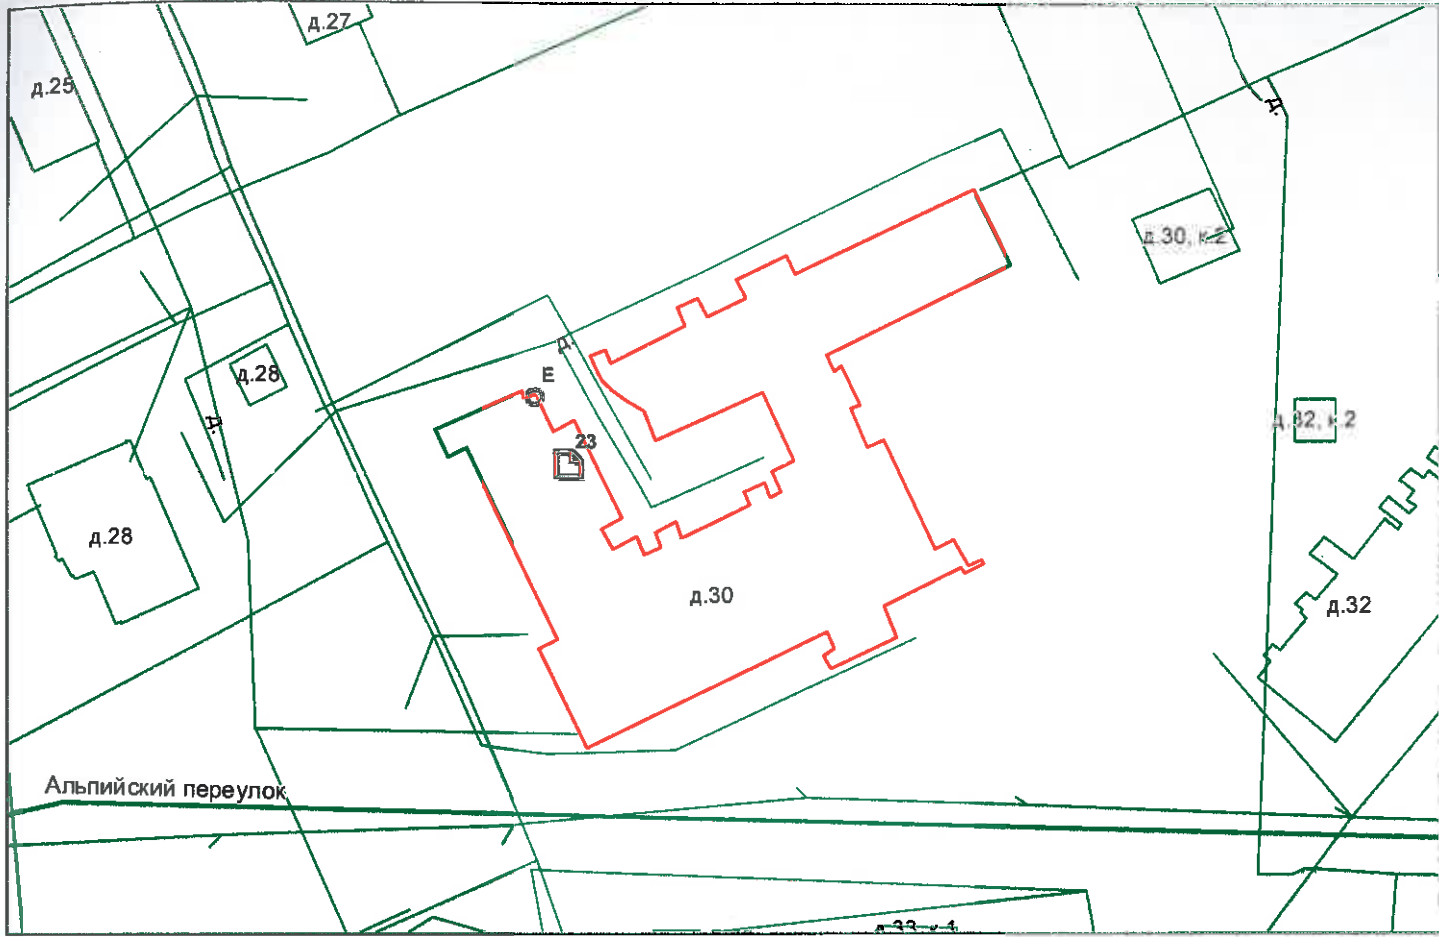 д.27
д.25
д.
д.30, к.2
д.
Е
д.28
д.
23
д.32, к.2
д.28
д.30
д.32
Альпийский переулок